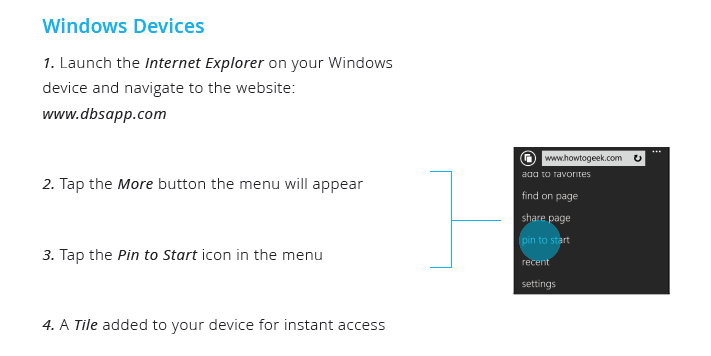 Windows Devices
1. Launch the Internet Explorer on your Windows
device and navigate to the website:
www.dbsapp.com
2. Tap the More button the menu will appear
3. Tap the Pin to Start icon in the menu
4. A Tile added to your device for instant access
www.howtogeek.com
add to favorites
find on page
share page
pin to start
recent
settings